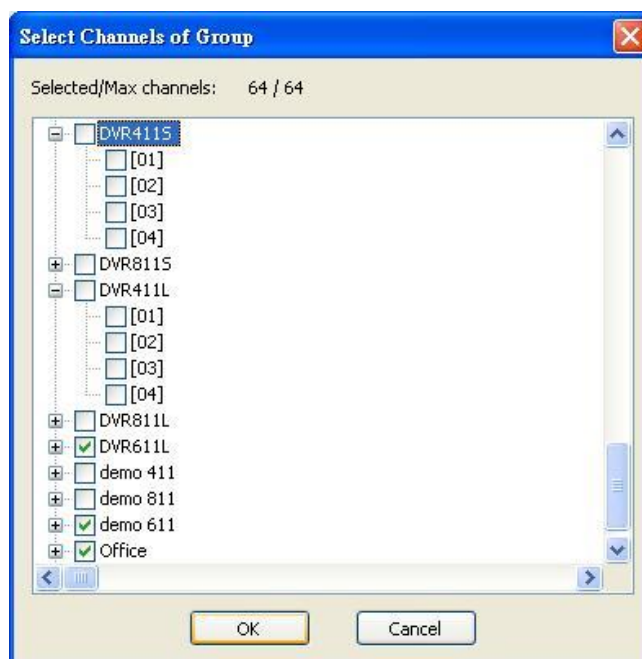 Select Channels of Group
Selected/Max channels: 64 / 64
DVR411S
[01]
[02]
[03]
[04]
DVR811S
DVR411L
[01]
[02]
[03]
[04]
DVR811L
DVR611L
demo 411
demo 811
demo 611
Office
OK Cancel